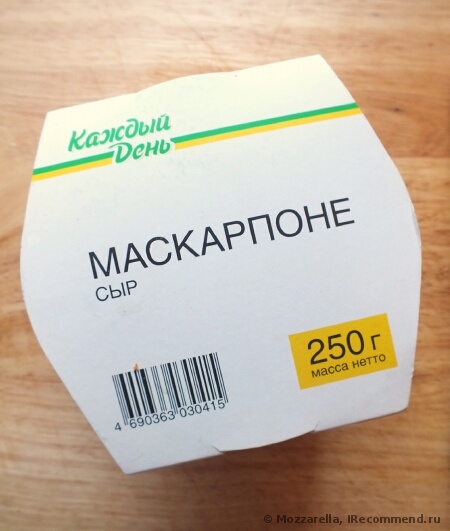 Каждый
День
МАСКАРПОНЕ
СЫР
250 г
масса нетто
4 690363 030415
© Mozzarella, IRecommend.ru